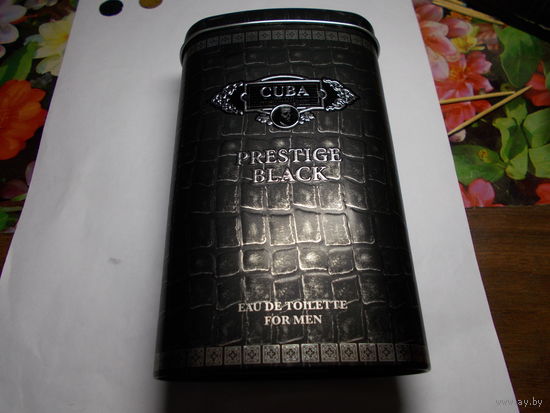 CUBA
PRESTIGE
BLACK
EAU DE TOILETTE
FOR MEN
www.ay.by